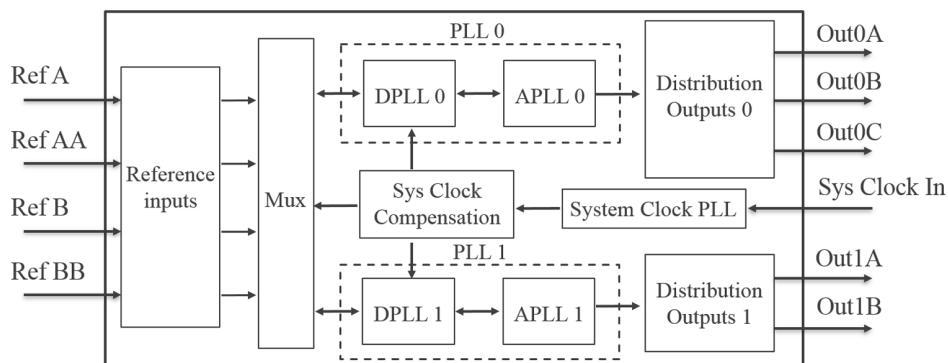 PLL 0
Out0A
Ref A
DPLL 0
APLL 0
Distribution
Outputs 0
Out0B
Ref AA
Out0C
Reference
inputs
Mux
Sys Clock
Compensation
System Clock PLL
Sys Clock In
Ref B
PLL 1
Out1A
Ref BB
DPLL 1
APLL 1
Distribution
Outputs 1
Out1B